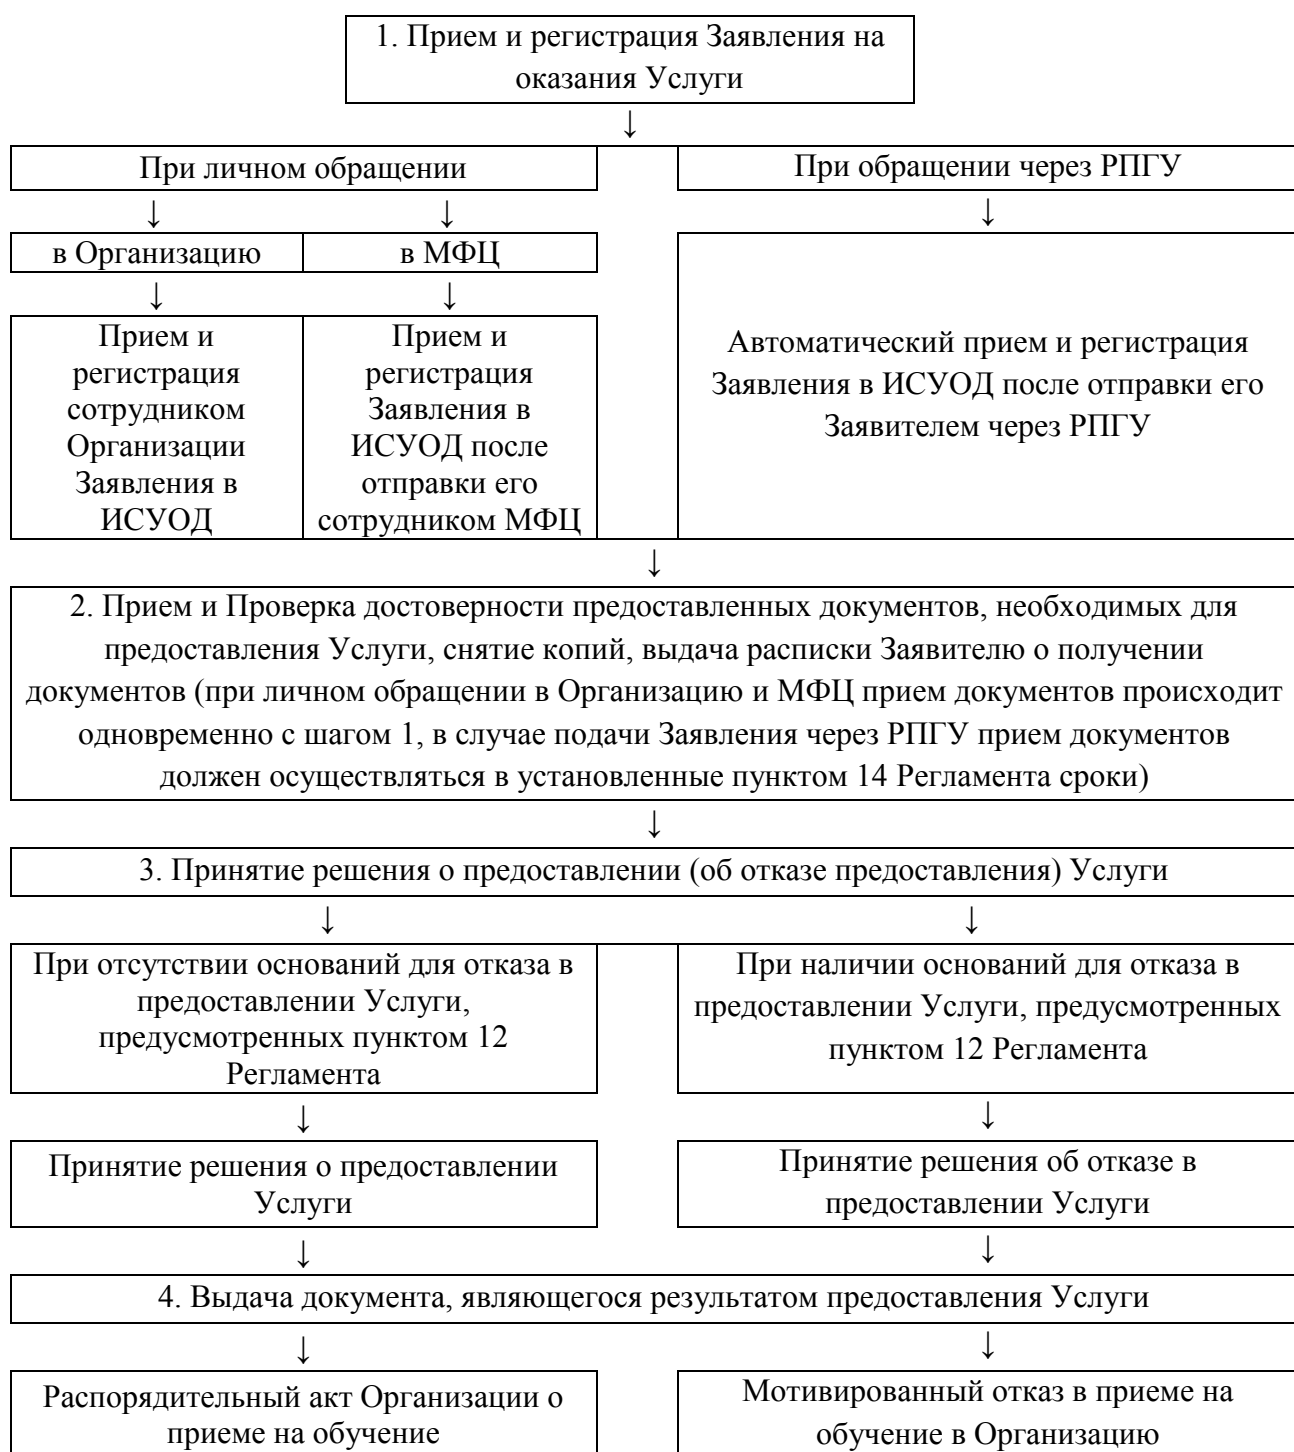 1. Прием и регистрация Заявления на
оказания Услуги
↓
При личном обращении
При обращении через РПГУ
↓ ↓
↓
в Организацию
в МФЦ
↓ ↓
Прием и
регистрация
сотрудником
Организации
Заявления в
ИСУОД
Прием и
регистрация
Заявления в
ИСУОД после
отправки его
сотрудником МФЦ
Автоматический прием и регистрация
Заявления в ИСУОД после отправки его
Заявителем через РПГУ
↓
2. Прием и Проверка достоверности предоставленных документов, необходимых для
предоставления Услуги, снятие копий, выдача расписки Заявителю о получении
документов (при личном обращении в Организацию и МФЦ прием документов происходит
одновременно с шагом 1, в случае подачи Заявления через РПГУ прием документов
должен осуществляться в установленные пунктом 14 Регламента сроки)
↓
3. Принятие решения о предоставлении (об отказе предоставления) Услуги
↓ ↓
При отсутствии оснований для отказа в
предоставлении Услуги,
предусмотренных пунктом 12
Регламента
При наличии оснований для отказа в
предоставлении Услуги, предусмотренных
пунктом 12 Регламента
↓ ↓
Принятие решения о предоставлении
Услуги
Принятие решения об отказе в
предоставлении Услуги
↓ ↓
4. Выдача документа, являющегося результатом предоставления Услуги
↓ ↓
Распорядительный акт Организации о
приеме на обучение
Мотивированный отказ в приеме на
обучение в Организацию